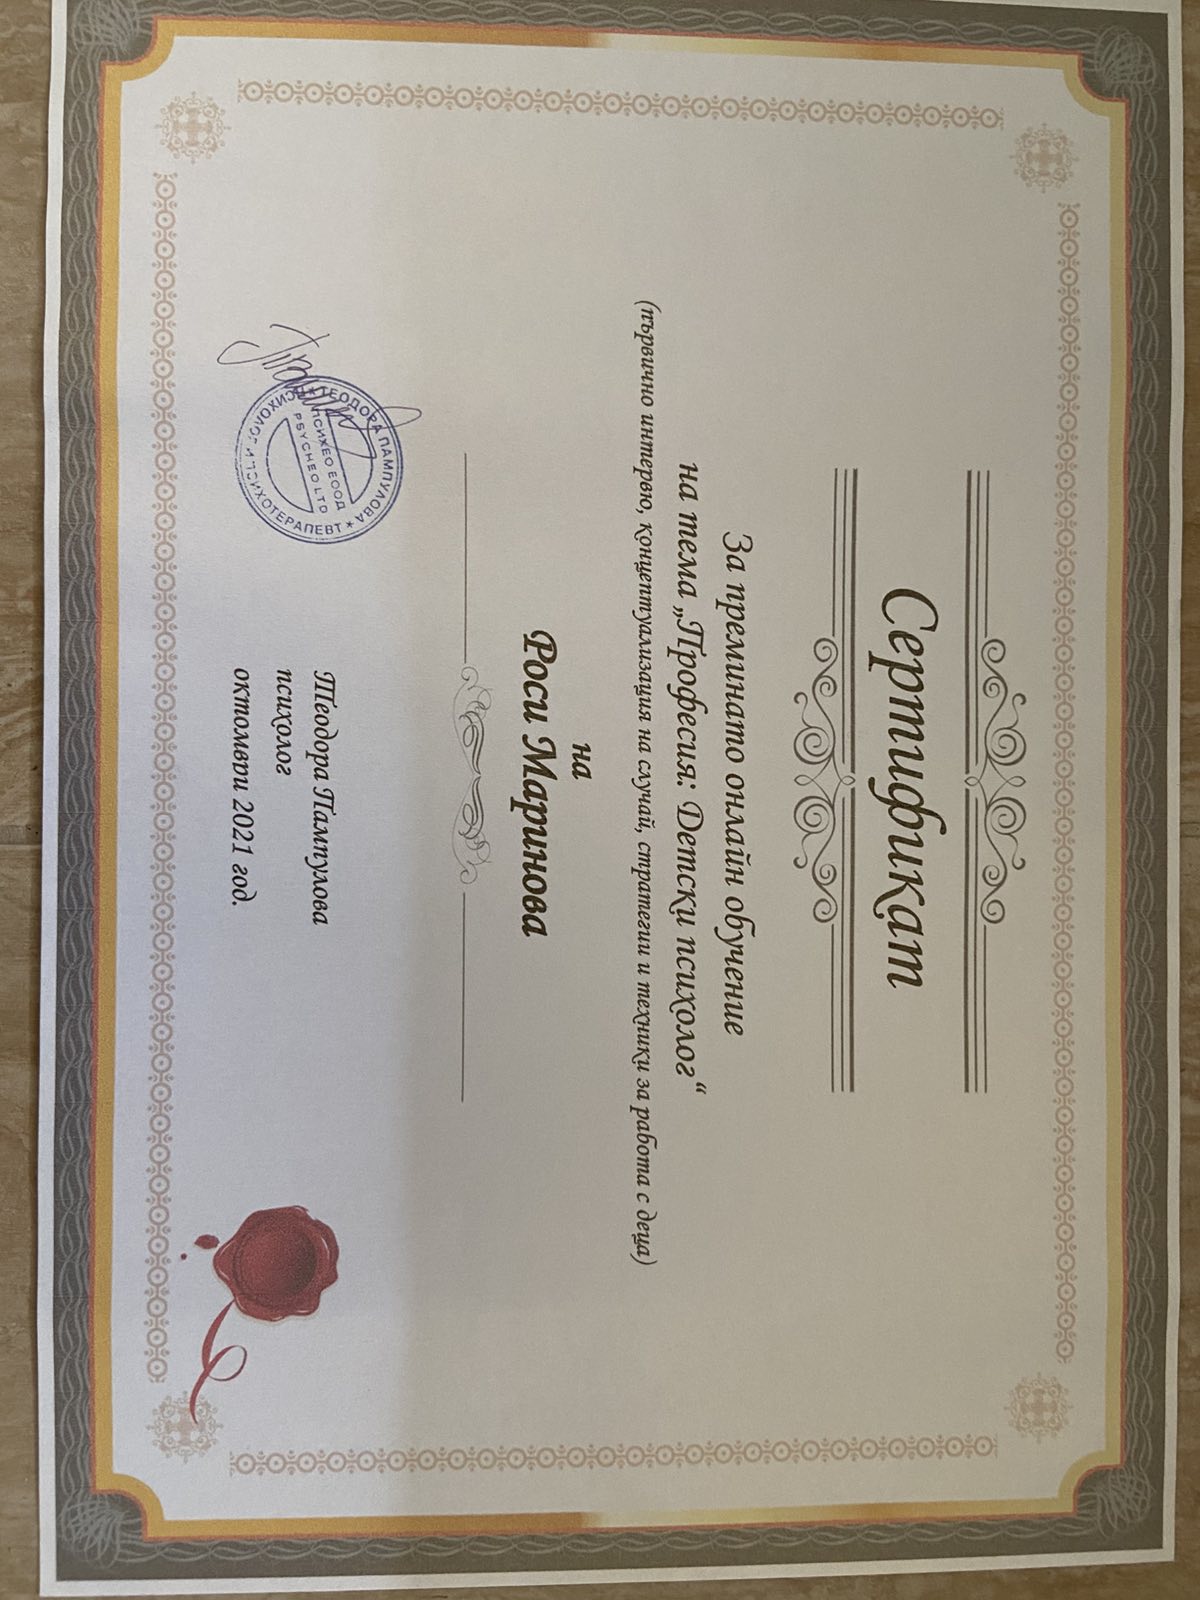 Сертификат
За преминато онлайн обучение
на тема „Професия: Детски психолог“
(първично интервю, концептуализация на случай, стратегии и техники за работа с деца)
на
Роси Маринова
ТЕОДОРА ПАМПУЛОВА
ПСИХЕО ЕООД
PSYCHEO LTD
ПСИХОЛОГ И ПСИХОТЕРАПЕВТ
Теодора Пампулова
психолог
октомври 2021 год.